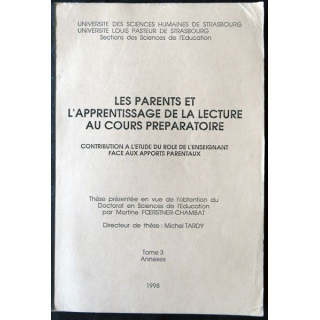 UNIVERSITE DES SCIENCES HUMAINES DE STRASBOURG
UNIVERSITE LOUIS PASTEUR DE STRASBOURG
Sections des Sciences de l'Education
LES PARENTS ET
L'APPRENTISSAGE DE LA LECTURE
AU COURS PREPARATOIRE
CONTRIBUTION A L'ETUDE DU ROLE DE L'ENSEIGNANT
FACE AUX APPORTS PARENTAUX
Thèse présentée en vue de l'obtention du
Doctorat en Sciences de l'Education
par Martine FŒRSTNER-CHAMBAT
Directeur de thèse : Michel TARDY
Tome 3
Annexes
1998